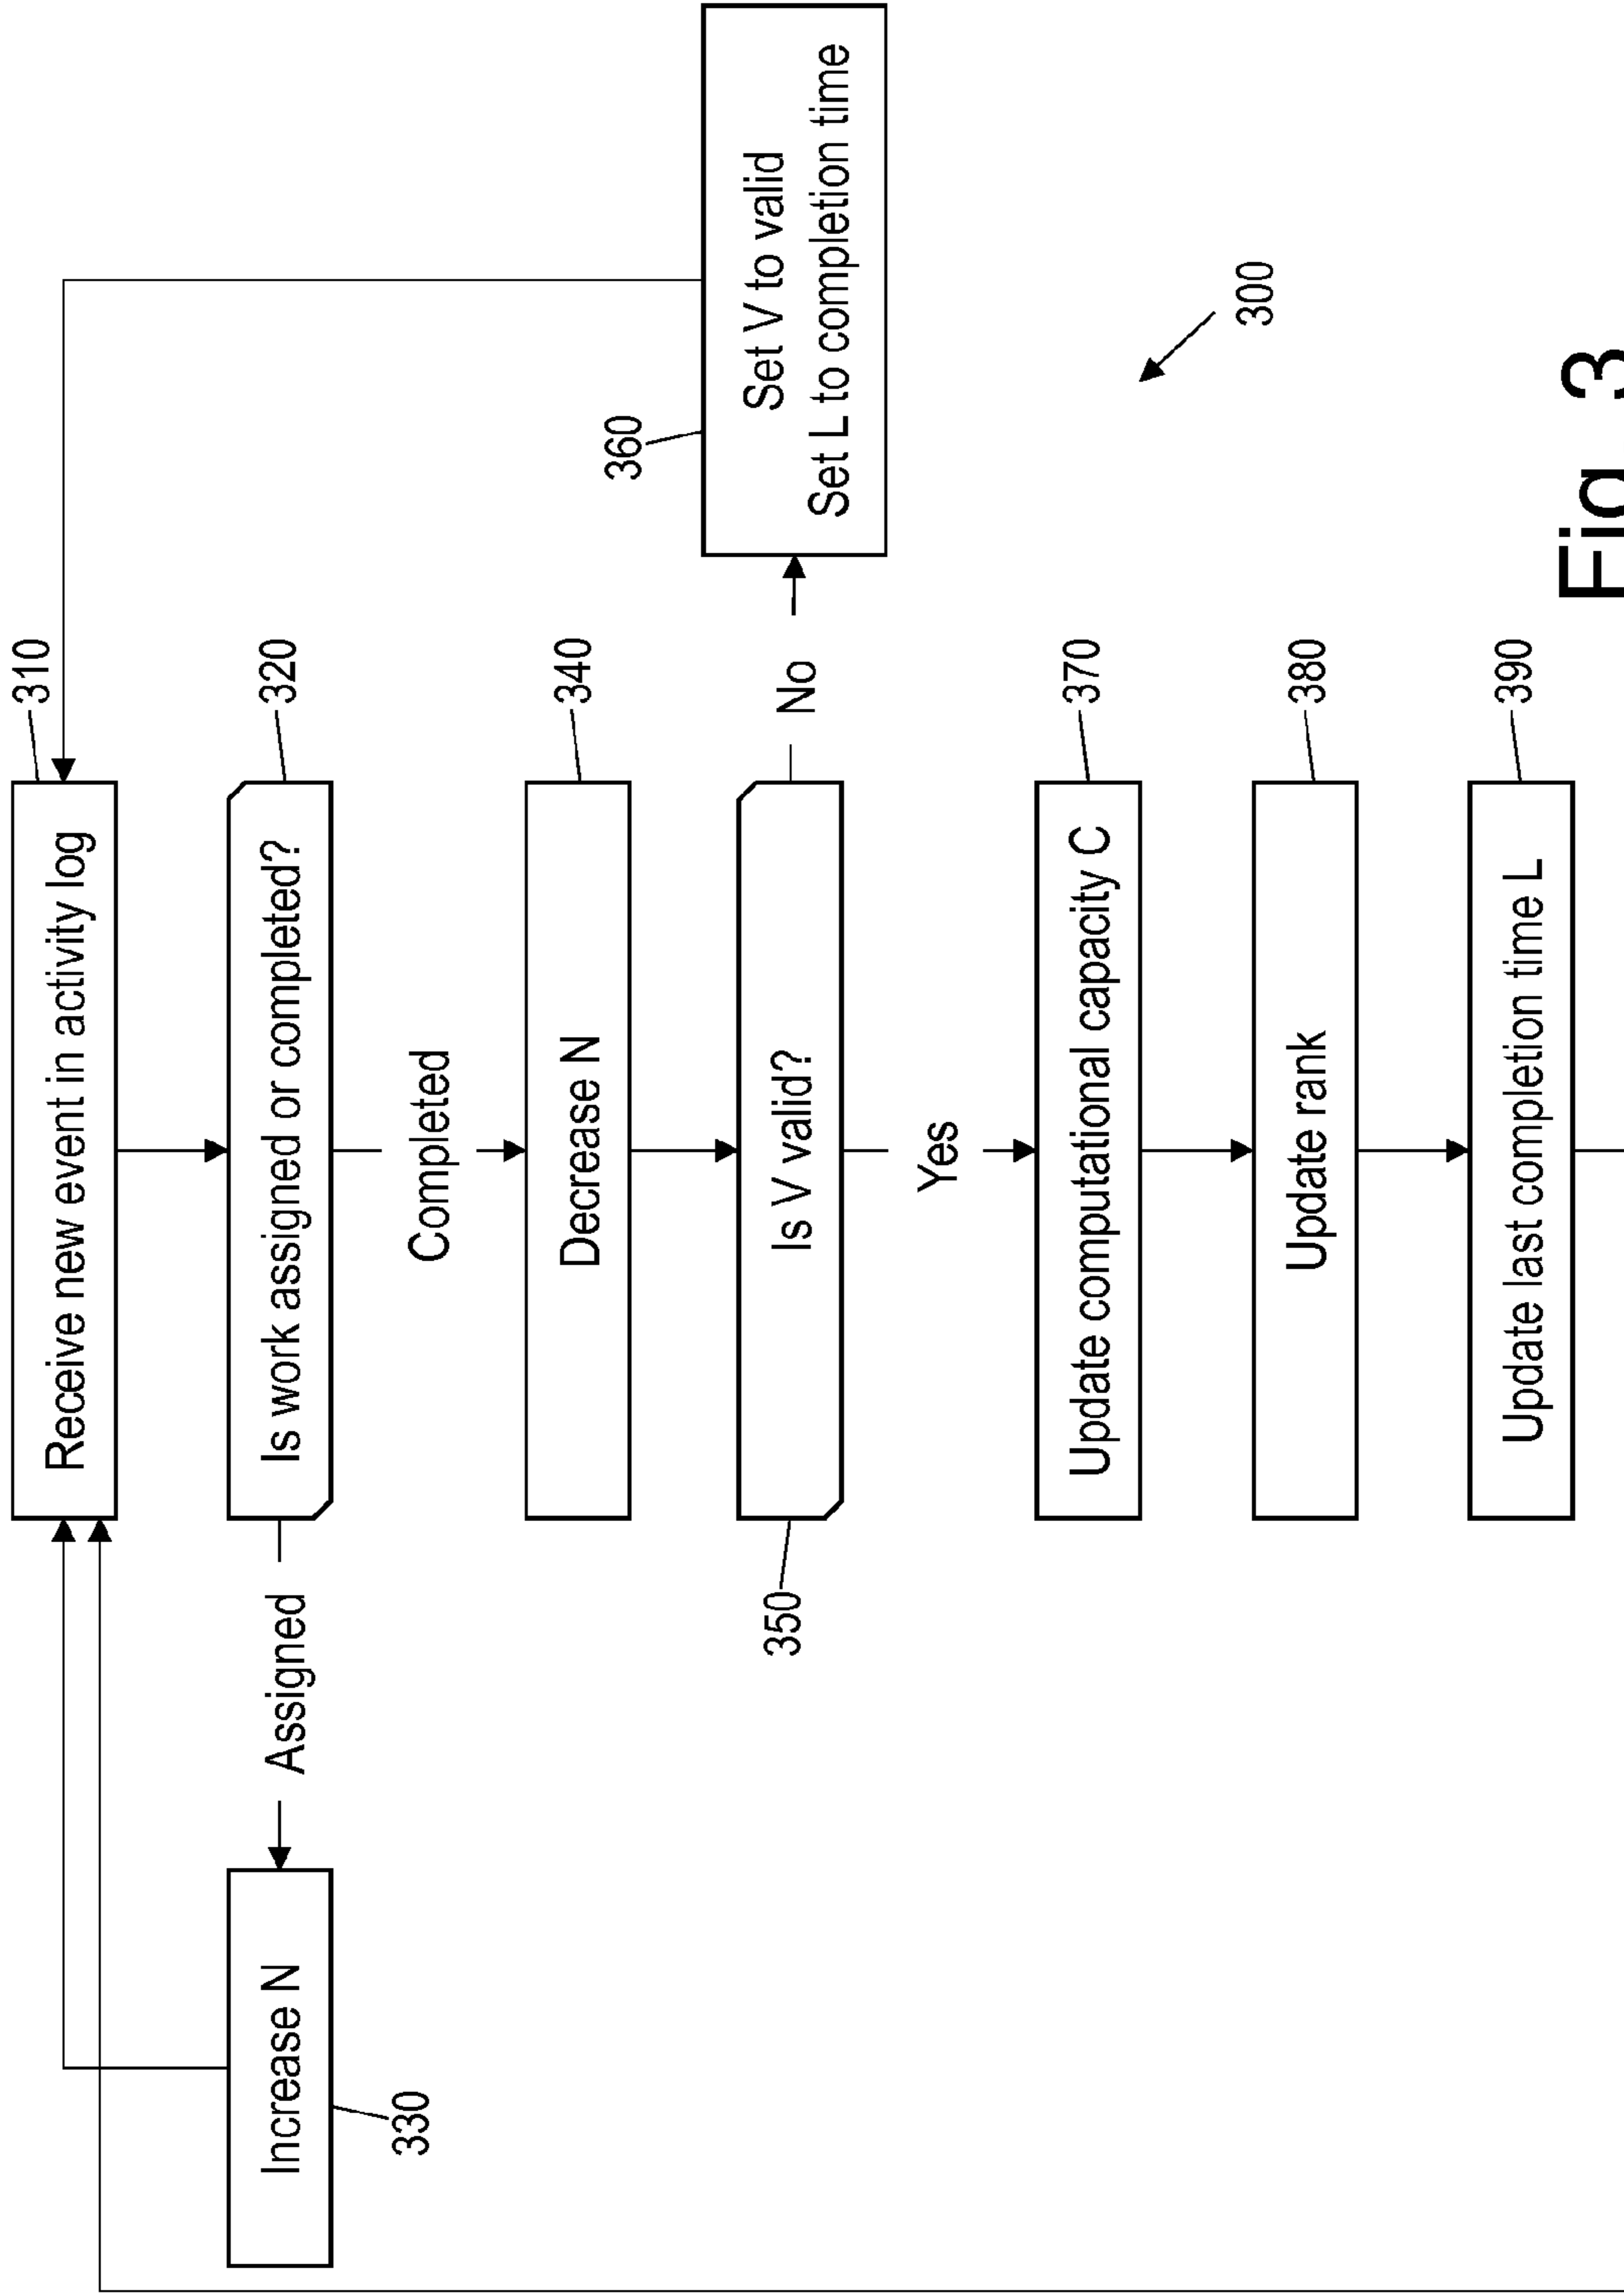 310
Receive new event in activity log
320
Is work assigned or completed?
Assigned
Increase N
330
Completed
340
Decrease N
350
Is V valid?
No
360
Set V to valid
Set L to completion time
Yes
370
Update computational capacity C
380
Update rank
390
Update last completion time L
300
Fig. 3